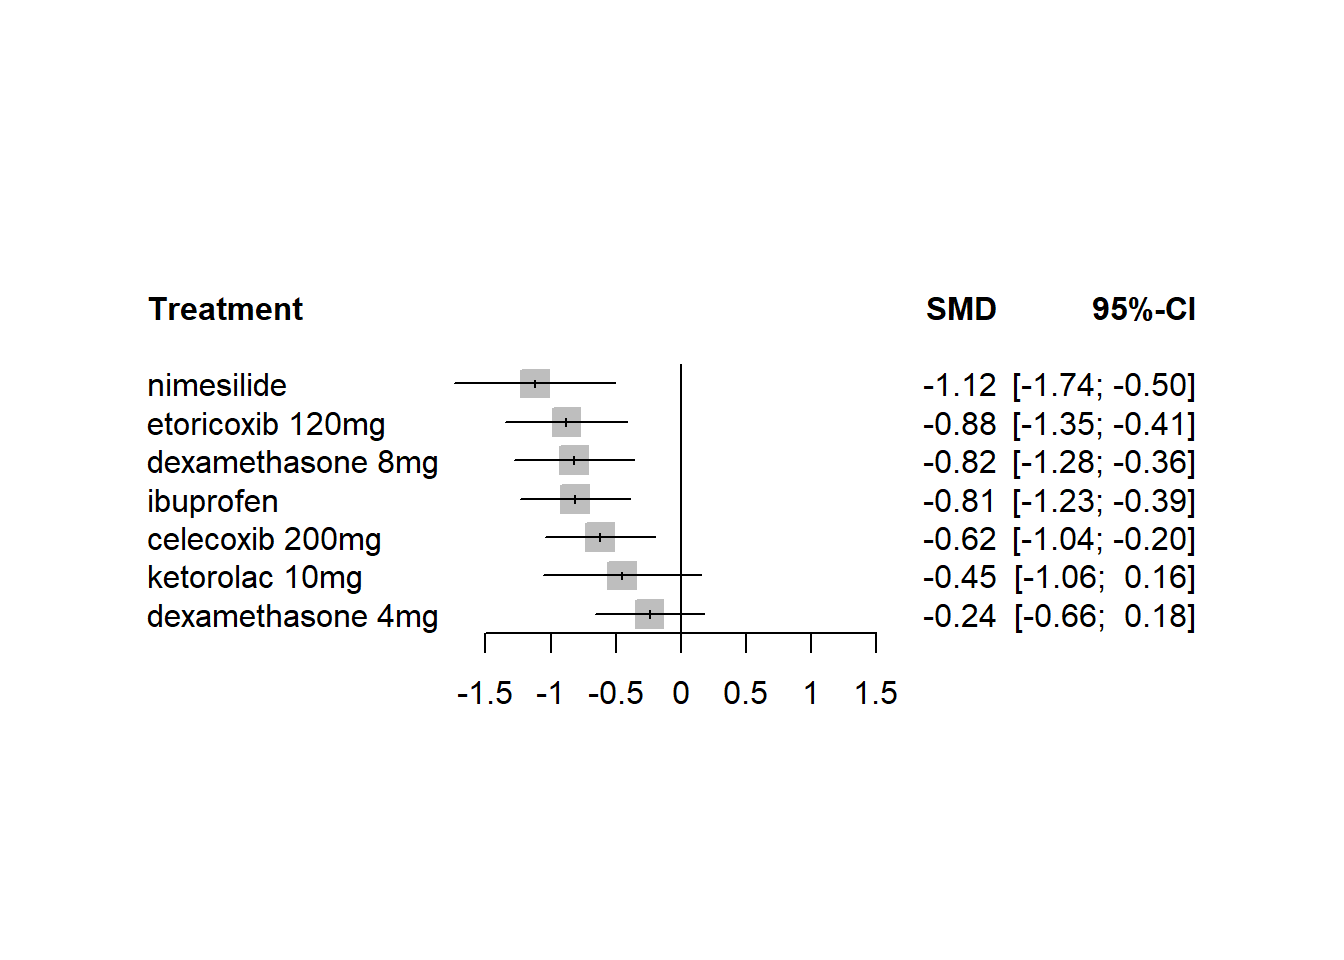 Treatment SMD 95%-CI
nimesilide -1.12 [-1.74; -0.50]
etoricoxib 120mg -0.88 [-1.35; -0.41]
dexamethasone 8mg -0.82 [-1.28; -0.36]
ibuprofen -0.81 [-1.23; -0.39]
celecoxib 200mg -0.62 [-1.04; -0.20]
ketorolac 10mg -0.45 [-1.06; 0.16]
dexamethasone 4mg -0.24 [-0.66; 0.18]
-1.5 -1 -0.5 0 0.5 1 1.5